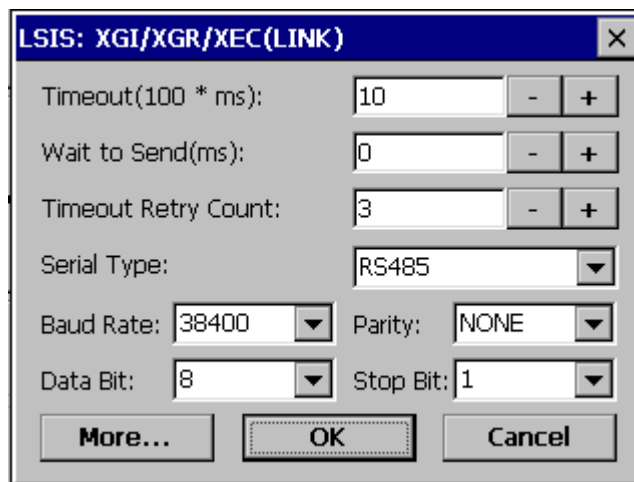 LSIS: XGI/XGR/XEC(LINK)
Timeout(100 * ms): 10 - +
Wait to Send(ms): 0 - +
Timeout Retry Count: 3 - +
Serial Type: RS485
Baud Rate: 38400 Parity: NONE
Data Bit: 8 Stop Bit: 1
More... OK Cancel